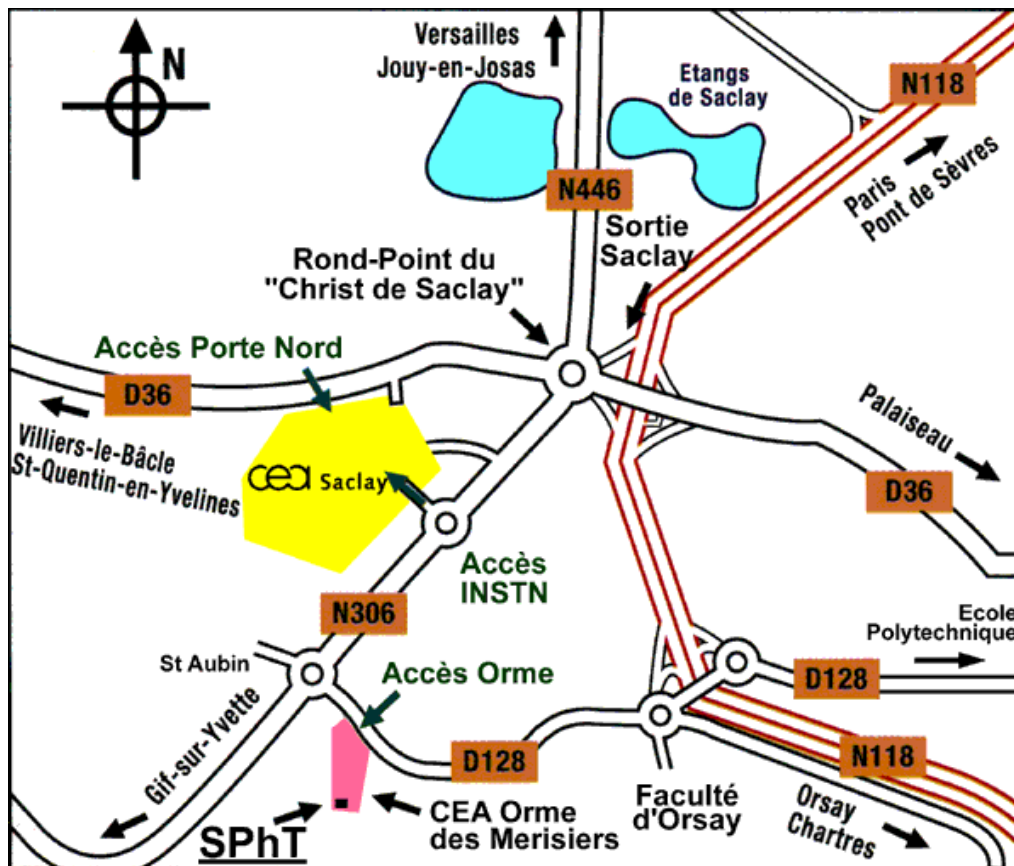 N
Versailles
Jouy-en-Josas
Etangs
de Saclay
N118
N446
Paris
Pont de Sèvres
Sortie
Saclay
Rond-Point du
"Christ de Saclay"
Accès Porte Nord
D36
Villiers-le-Bâcle
St-Quentin-en-Yvelines
cea Saclay
Palaiseau
D36
Accès
INSTN
N306
Ecole
Polytechnique
St Aubin
Accès Orme
D128
Gif-sur-Yvette
D128
N118
Faculté
d'Orsay
Orsay
Chartres
CEA Orme
des Merisiers
SPhT